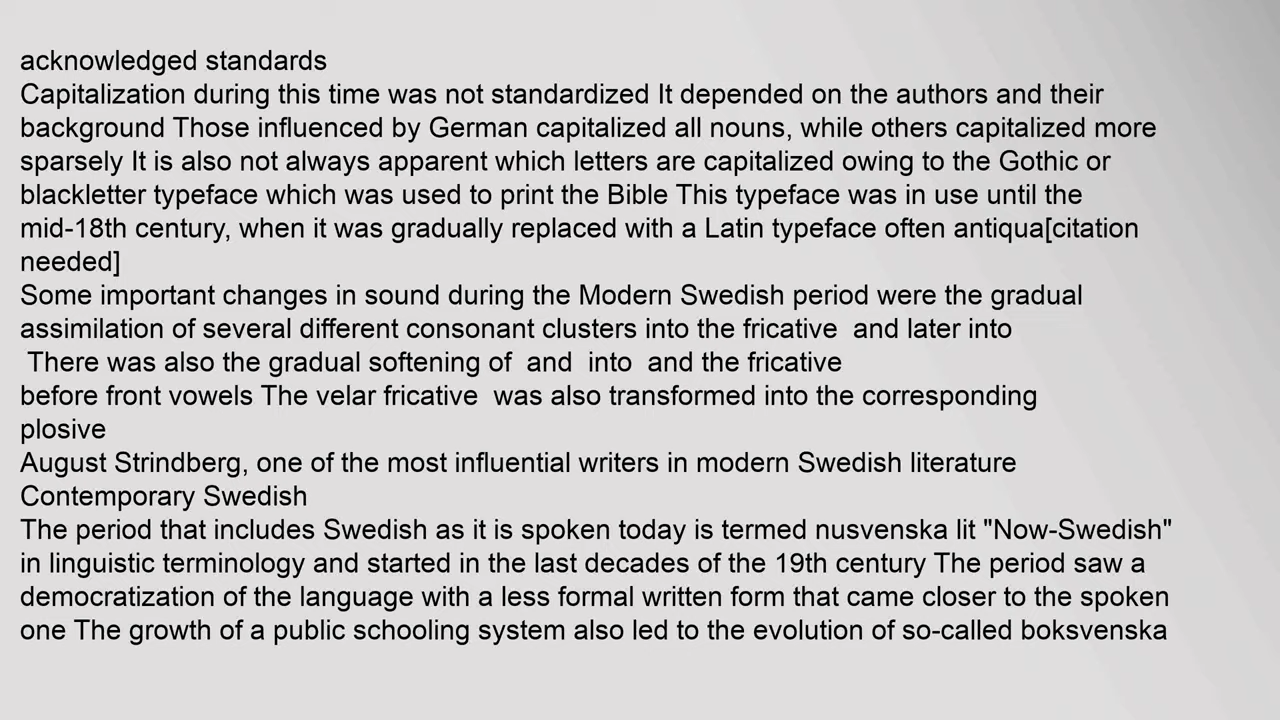 acknowledged standards
Capitalization during this time was not standardized It depended on the authors and their
background Those influenced by German capitalized all nouns, while others capitalized more
sparsely It is also not always apparent which letters are capitalized owing to the Gothic or
blackletter typeface which was used to print the Bible This typeface was in use until the
mid-18th century, when it was gradually replaced with a Latin typeface often antiqua[citation
needed]
Some important changes in sound during the Modern Swedish period were the gradual
assimilation of several different consonant clusters into the fricative  and later into
There was also the gradual softening of  and  into  and the fricative
before front vowels The velar fricative  was also transformed into the corresponding
plosive
August Strindberg, one of the most influential writers in modern Swedish literature
Contemporary Swedish
The period that includes Swedish as it is spoken today is termed nusvenska lit "Now-Swedish"
in linguistic terminology and started in the last decades of the 19th century The period saw a
democratization of the language with a less formal written form that came closer to the spoken
one The growth of a public schooling system also led to the evolution of so-called boksvenska